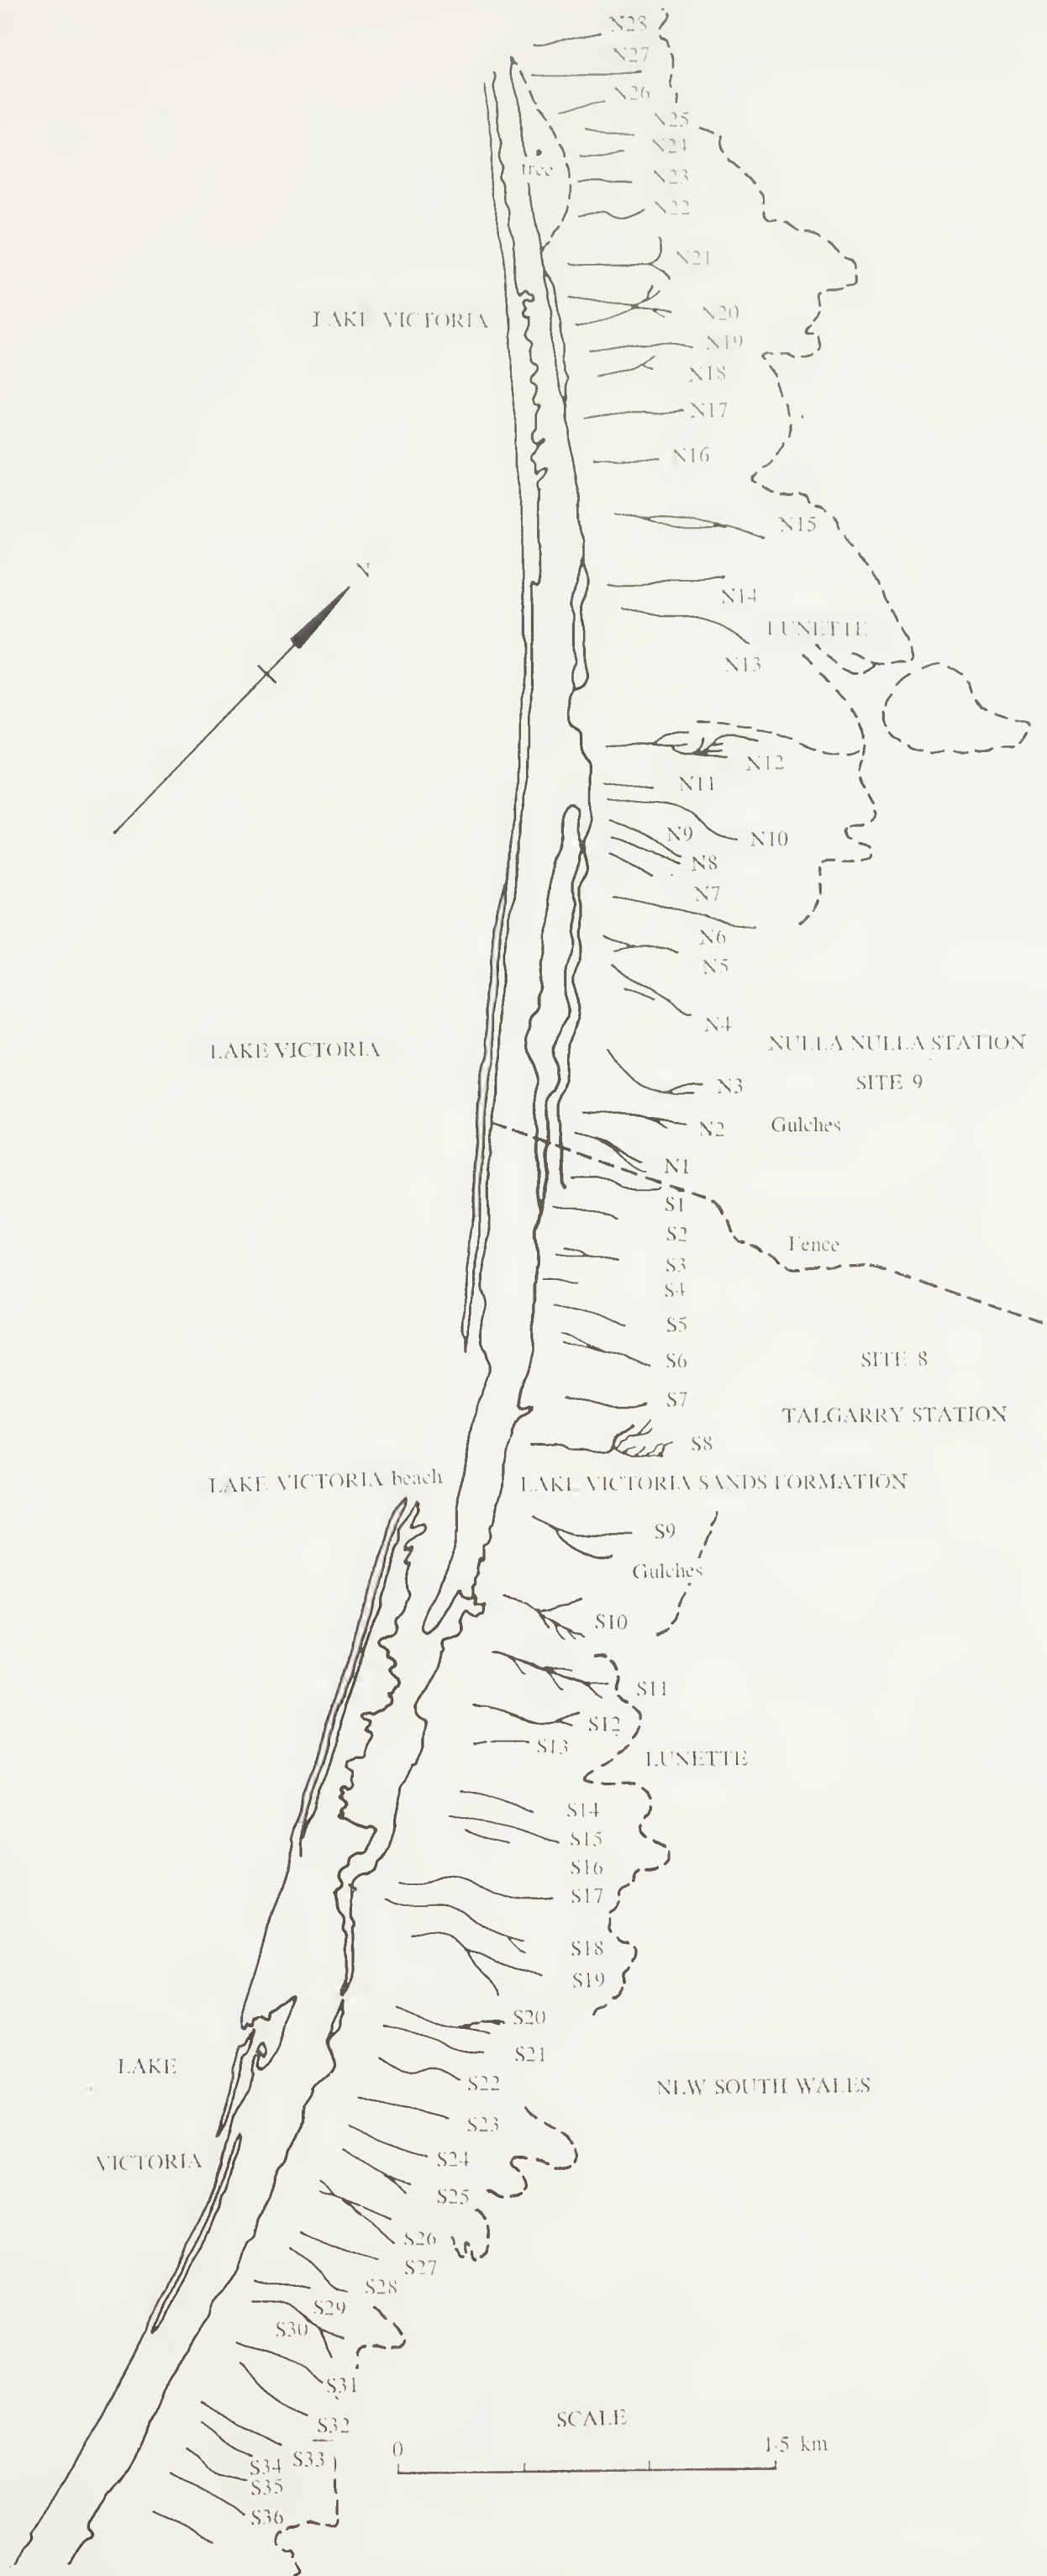 N28
N27
N26
N25
N24
tree
N23
N22
N21
LAKE VICTORIA
N20
N19
N18
N17
N16
N15
N
N14
LUNETTE
N13
N12
N11
N9
N10
N8
N7
N6
N5
N4
NULLA NULLA STATION
LAKE VICTORIA
SITE 9
N3
N2
Gulches
N1
S1
S2
Fence
S3
S4
S5
S6
SITE 8
S7
TALGARRY STATION
S8
LAKE VICTORIA beach
LAKE VICTORIA SANDS FORMATION
S9
Gulches
S10
S11
S12
S13
LUNETTE
S14
S15
S16
S17
S18
S19
S20
S21
LAKE
S22
NEW SOUTH WALES
S23
VICTORIA
S24
S25
S26
S27
S28
S29
S30
S31
S32
SCALE
0
1·5 km
S33
S34
S35
S36